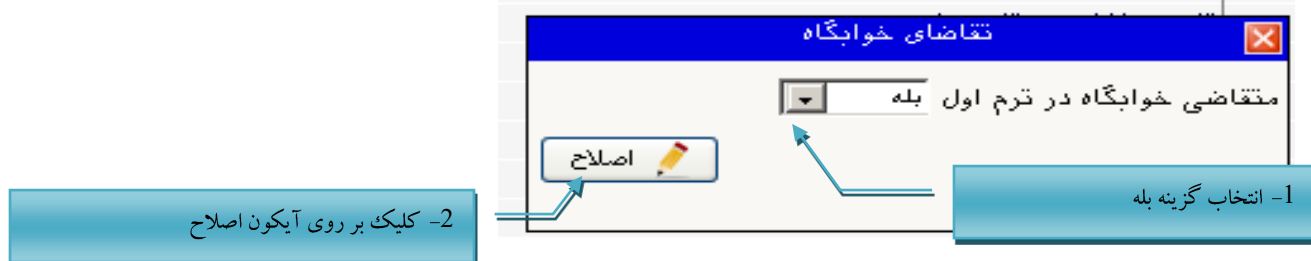 تقاضای خوابگاه
متقاضی خوابگاه در ترم اول بله
اصلاح
1- انتخاب گزینه بله
2- کلیک بر روی آیکون اصلاح